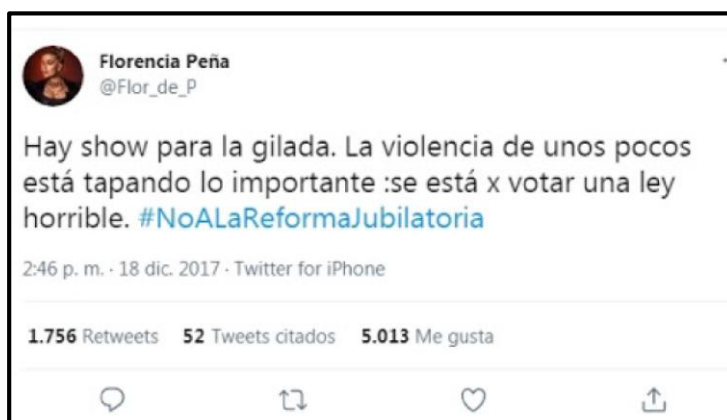 Florencia Peña
@Flor_de_P
Hay show para la gilada. La violencia de unos pocos
está tapando lo importante :se está x votar una ley
horrible. #NoALaReformaJubilatoria
2:46 p. m. · 18 dic. 2017 · Twitter for iPhone
1.756 Retweets 52 Tweets citados 5.013 Me gusta